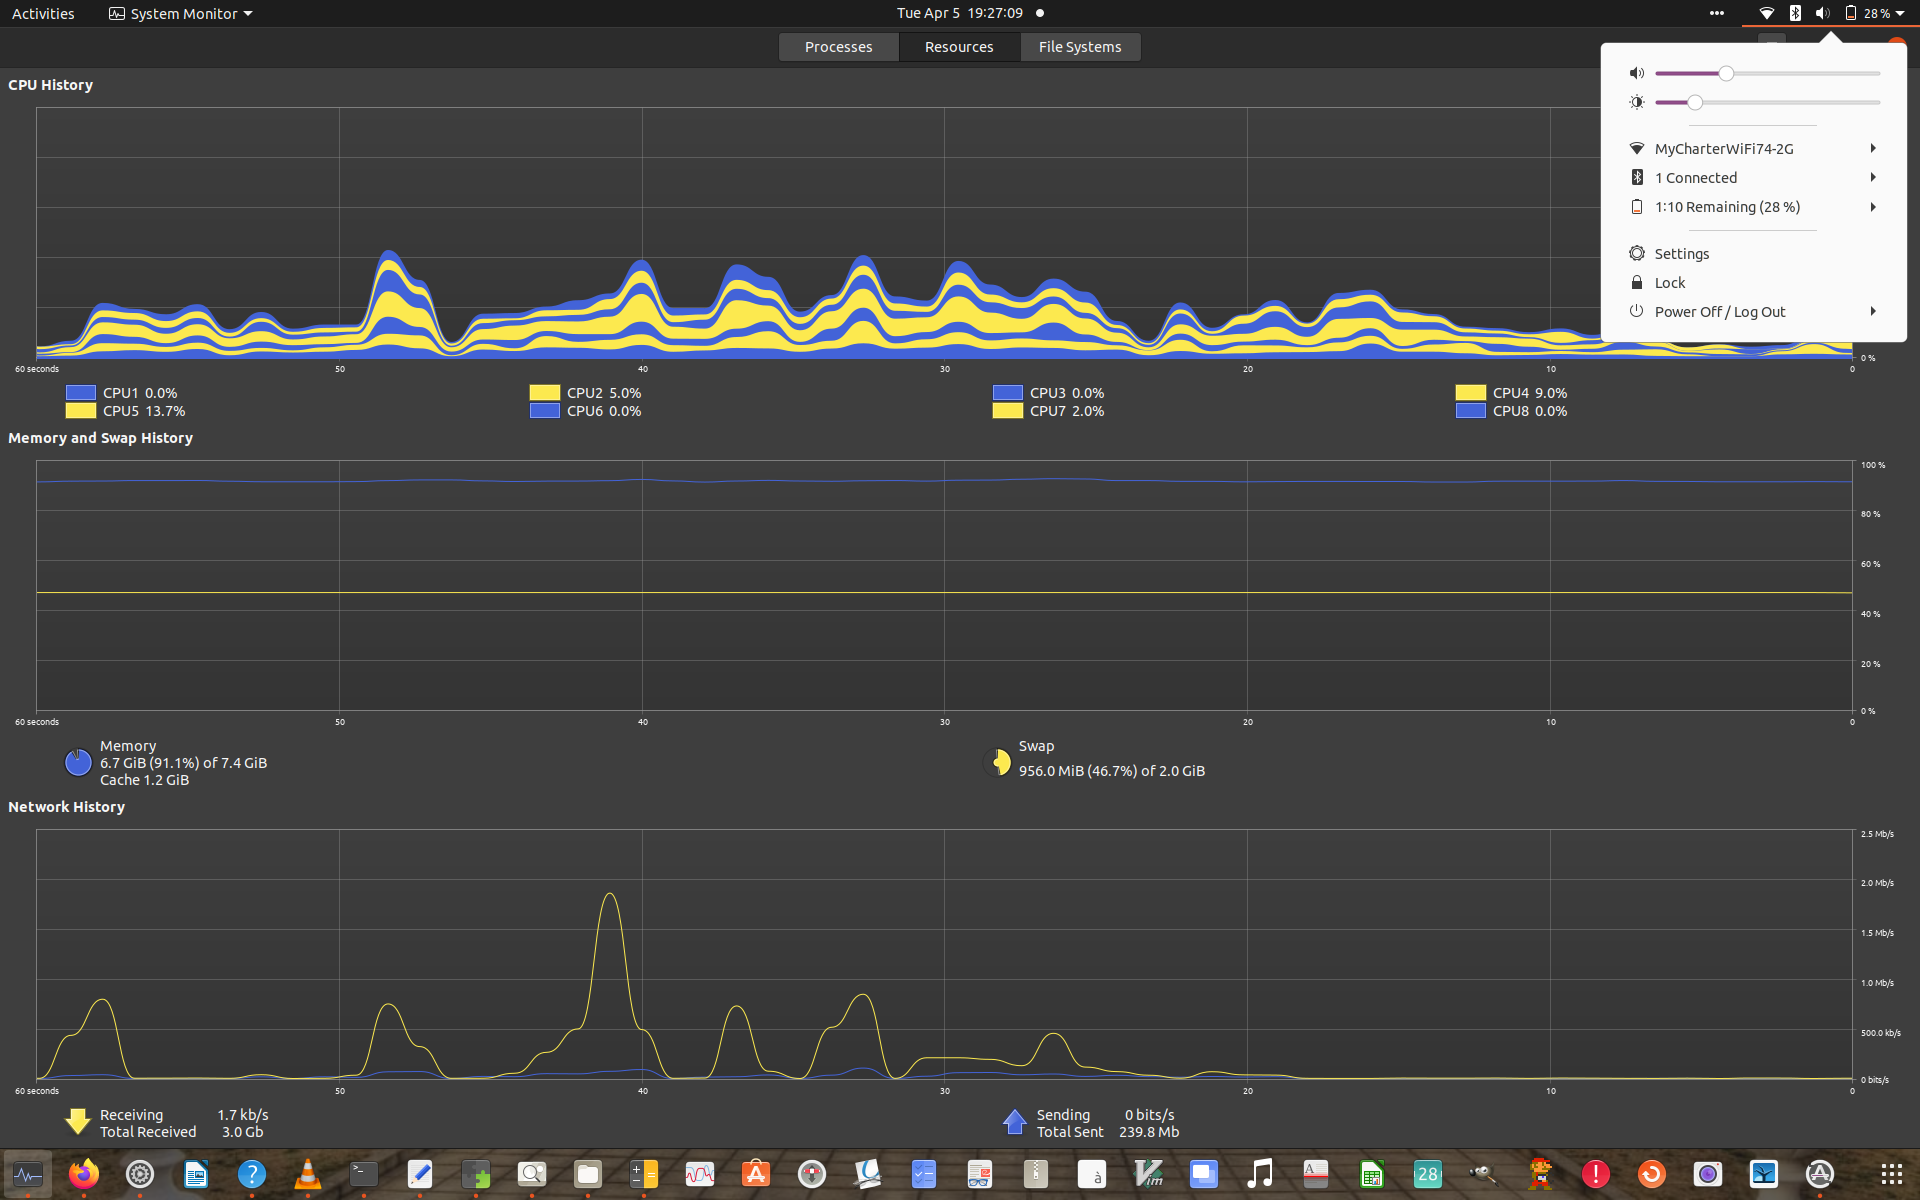 Activities System Monitor Tue Apr 5 19:27:09 28 %
Processes Resources File Systems
CPU History
MyCharterWiFi74-2G
1 Connected
1:10 Remaining (28 %)
Settings
Lock
Power Off / Log Out
0 %
60 seconds 50 40 30 20 10 0
CPU1 0.0% CPU2 5.0% CPU3 0.0% CPU4 9.0%
CPU5 13.7% CPU6 0.0% CPU7 2.0% CPU8 0.0%
Memory and Swap History
100 %
80 %
60 %
40 %
20 %
0 %
60 seconds 50 40 30 20 10 0
Memory Swap
6.7 GiB (91.1%) of 7.4 GiB 956.0 MiB (46.7%) of 2.0 GiB
Cache 1.2 GiB
Network History
2.5 Mb/s
2.0 Mb/s
1.5 Mb/s
1.0 Mb/s
500.0 kb/s
0 bits/s
60 seconds 50 40 30 20 10 0
Receiving 1.7 kb/s Sending 0 bits/s
Total Received 3.0 Gb Total Sent 239.8 Mb
>_ ? A à Vim A 28 ! A